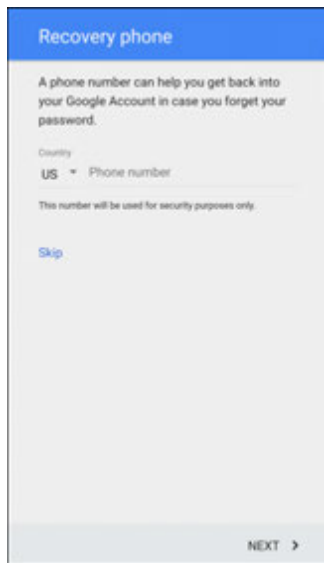 Recovery phone
A phone number can help you get back into
your Google Account in case you forget your
password.
Country
US Phone number
This number will be used for security purposes only.
Skip
NEXT